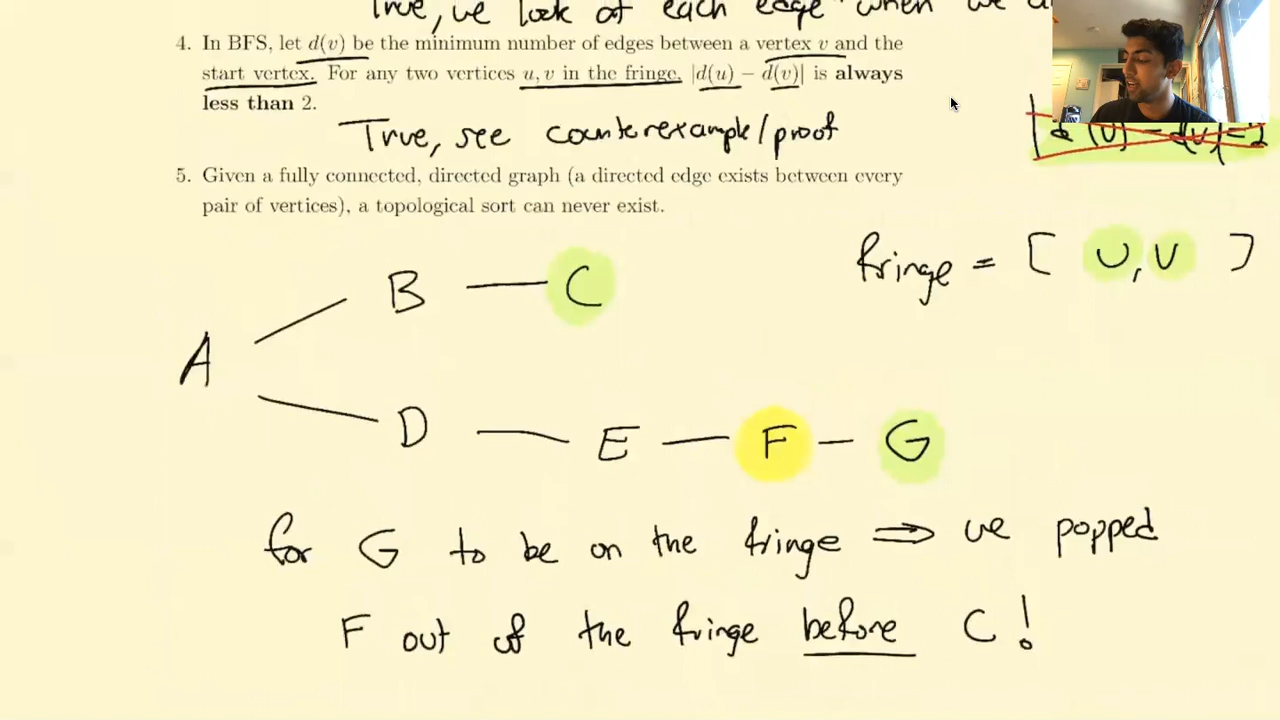 True, we look at each edge when we
4. In BFS, let d(v) be the minimum number of edges between a vertex v and the
start vertex. For any two vertices u, v in the fringe, |d(u) − d(v)| is always
less than 2.
True, see counterexample/proof
5. Given a fully connected, directed graph (a directed edge exists between every
pair of vertices), a topological sort can never exist.
fringe = [ U, V ]
B — C
A
D — E — F – G
for G to be on the fringe ⇒ we popped
F out of the fringe before C!